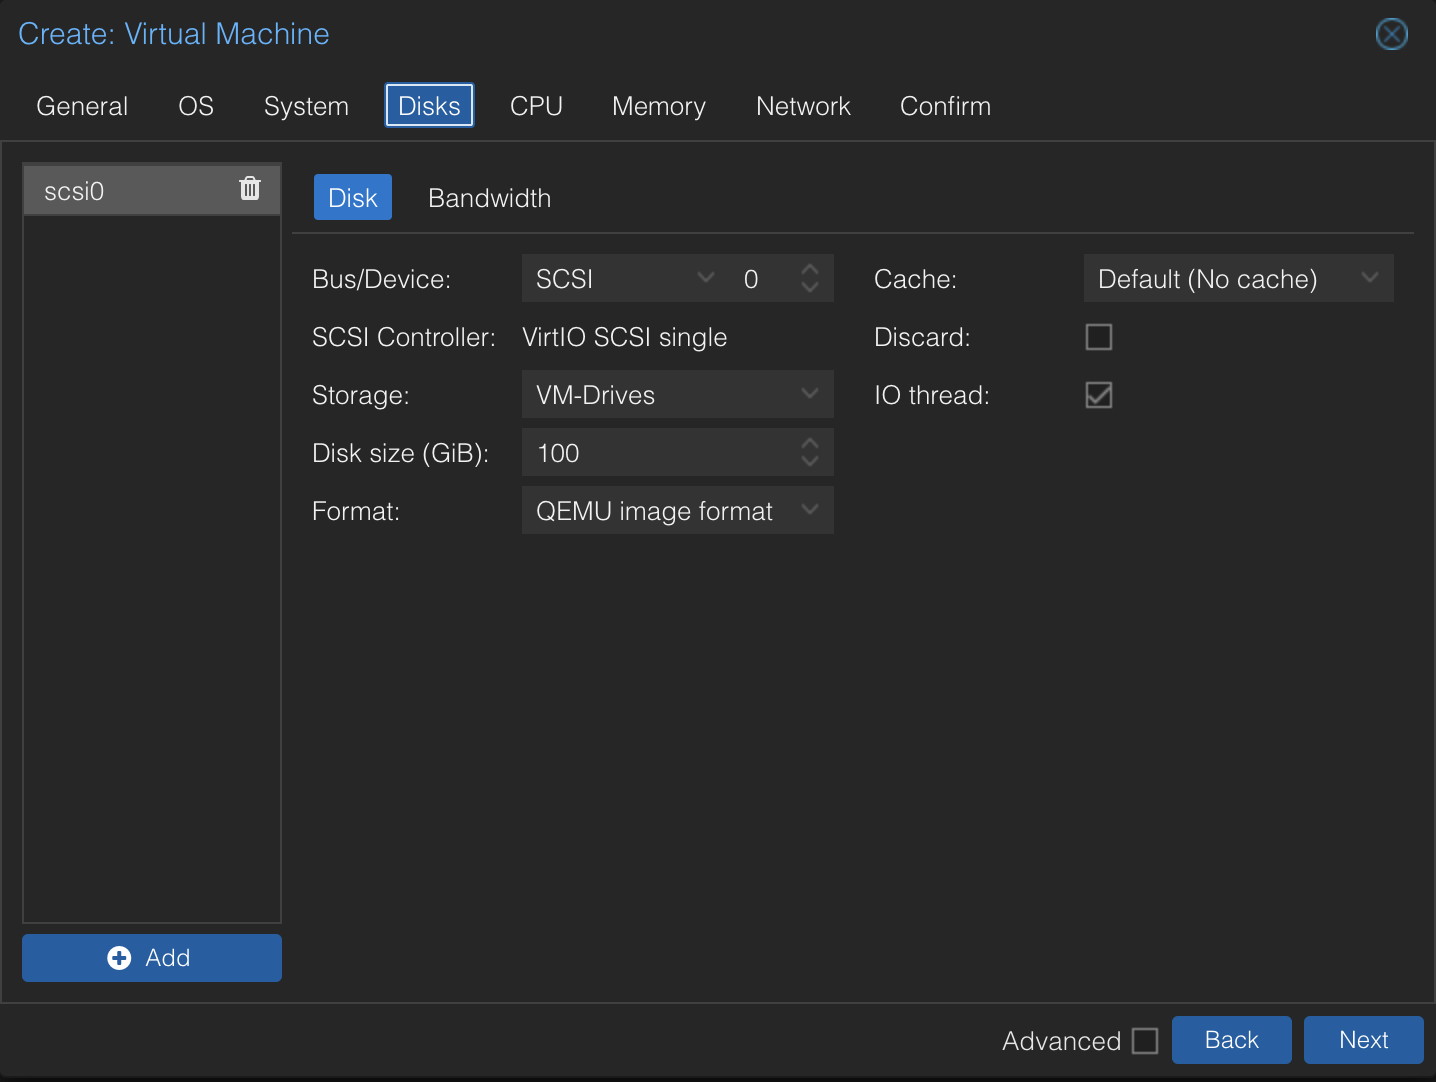 Create: Virtual Machine
General OS System Disks CPU Memory Network Confirm
scsi0
Disk Bandwidth
Bus/Device: SCSI 0 Cache: Default (No cache)
SCSI Controller: VirtIO SCSI single Discard:
Storage: VM-Drives IO thread:
Disk size (GiB): 100
Format: QEMU image format
Add
Advanced Back Next